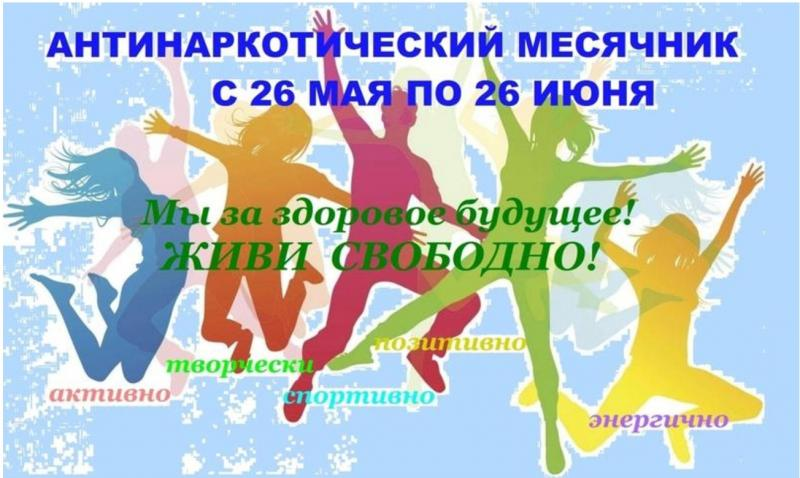 АНТИНАРКОТИЧЕСКИЙ МЕСЯЧНИК
С 26 МАЯ ПО 26 ИЮНЯ
Мы за здоровое будущее!
ЖИВИ СВОБОДНО!
позитивно
творчески
активно
спортивно
энергично